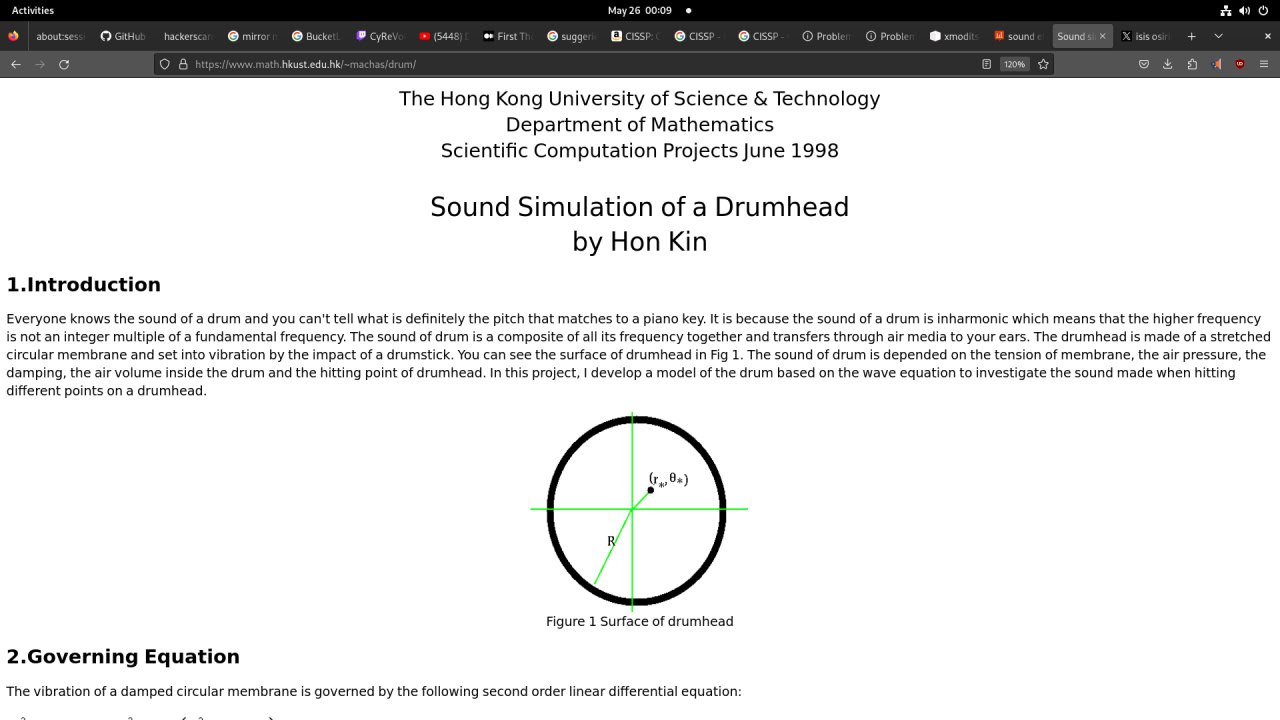 Activities
May 26 00:09
about:sess
GitHub
hackerscar
mirror n
BucketL
CyReVo
(5448) D
First The
suggerie
CISSP: C
CISSP -
CISSP -
Problem
Problem
xmodits
sound ef
Sound si
isis osiri
https://www.math.hkust.edu.hk/~machas/drum/
120%
The Hong Kong University of Science & Technology
Department of Mathematics
Scientific Computation Projects June 1998
Sound Simulation of a Drumhead
by Hon Kin
1.Introduction
Everyone knows the sound of a drum and you can't tell what is definitely the pitch that matches to a piano key. It is because the sound of a drum is inharmonic which means that the higher frequency
is not an integer multiple of a fundamental frequency. The sound of drum is a composite of all its frequency together and transfers through air media to your ears. The drumhead is made of a stretched
circular membrane and set into vibration by the impact of a drumstick. You can see the surface of drumhead in Fig 1. The sound of drum is depended on the tension of membrane, the air pressure, the
damping, the air volume inside the drum and the hitting point of drumhead. In this project, I develop a model of the drum based on the wave equation to investigate the sound made when hitting
different points on a drumhead.
(r*, θ*)
R
Figure 1 Surface of drumhead
2.Governing Equation
The vibration of a damped circular membrane is governed by the following second order linear differential equation: